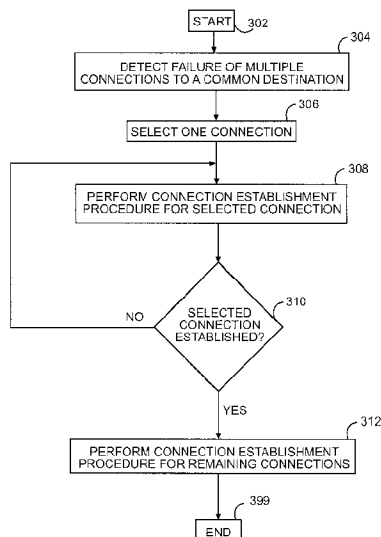 START
302
304
DETECT FAILURE OF MULTIPLE
CONNECTIONS TO A COMMON DESTINATION
306
SELECT ONE CONNECTION
308
PERFORM CONNECTION ESTABLISHMENT
PROCEDURE FOR SELECTED CONNECTION
310
SELECTED
CONNECTION
ESTABLISHED?
NO
YES
312
PERFORM CONNECTION ESTABLISHMENT
PROCEDURE FOR REMAINING CONNECTIONS
399
END